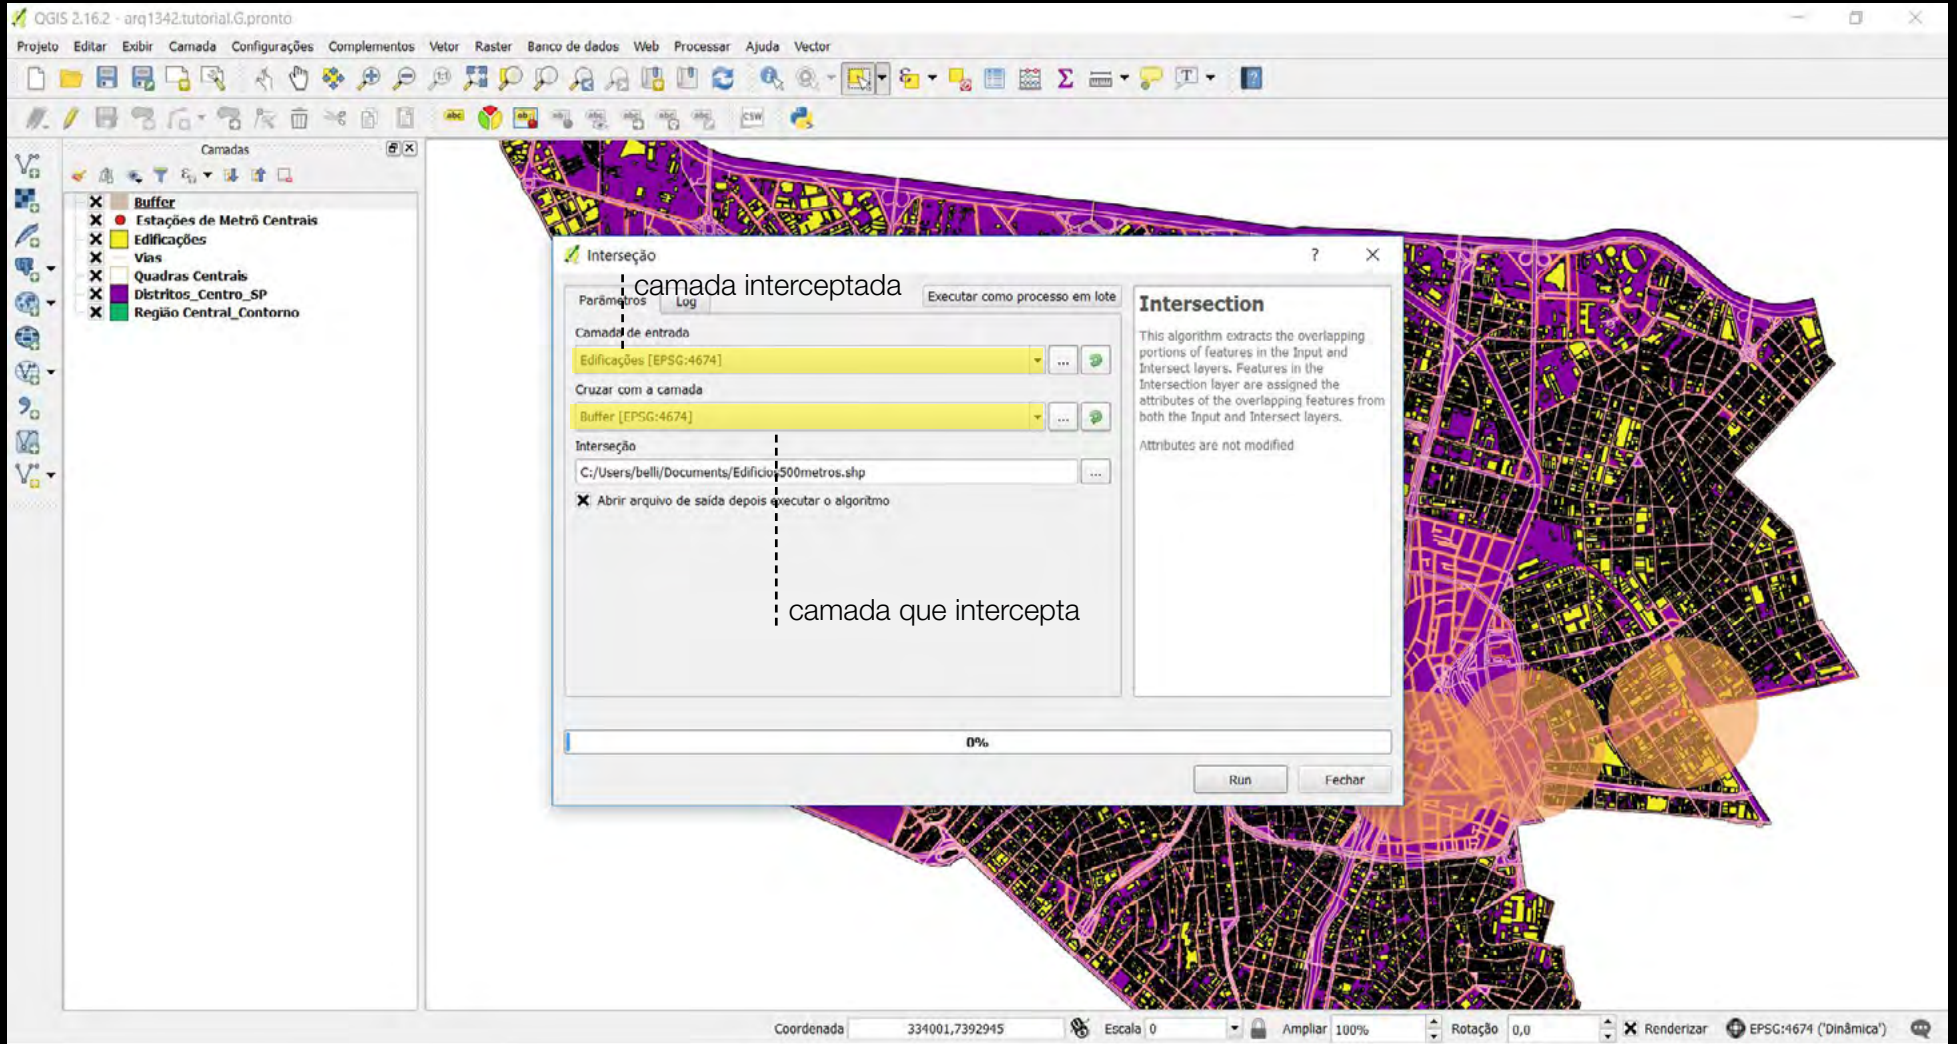 QGIS 2.16.2 - arq1342.tutorial.G.pronto
Projeto Editar Exibir Camada Configurações Complementos Vetor Raster Banco de dados Web Processar Ajuda Vector
Camadas
Buffer
Estações de Metrô Centrais
Edificações
Vias
Quadras Centrais
Distritos_Centro_SP
Região Central_Contorno
Interseção
camada interceptada
Parâmetros Log Executar como processo em lote
Camada de entrada
Edificações [EPSG:4674]
Cruzar com a camada
Buffer [EPSG:4674]
Interseção
C:/Users/belli/Documents/Edificios500metros.shp
Abrir arquivo de saída depois executar o algoritmo
camada que intercepta
Intersection
This algorithm extracts the overlapping
portions of features in the Input and
Intersect layers. Features in the
Intersection layer are assigned the
attributes of the overlapping features from
both the Input and Intersect layers.
Attributes are not modified
0%
Run Fechar
Coordenada 334001,7392945 Escala 0 Ampliar 100% Rotação 0,0 Renderizar EPSG:4674 ('Dinâmica')